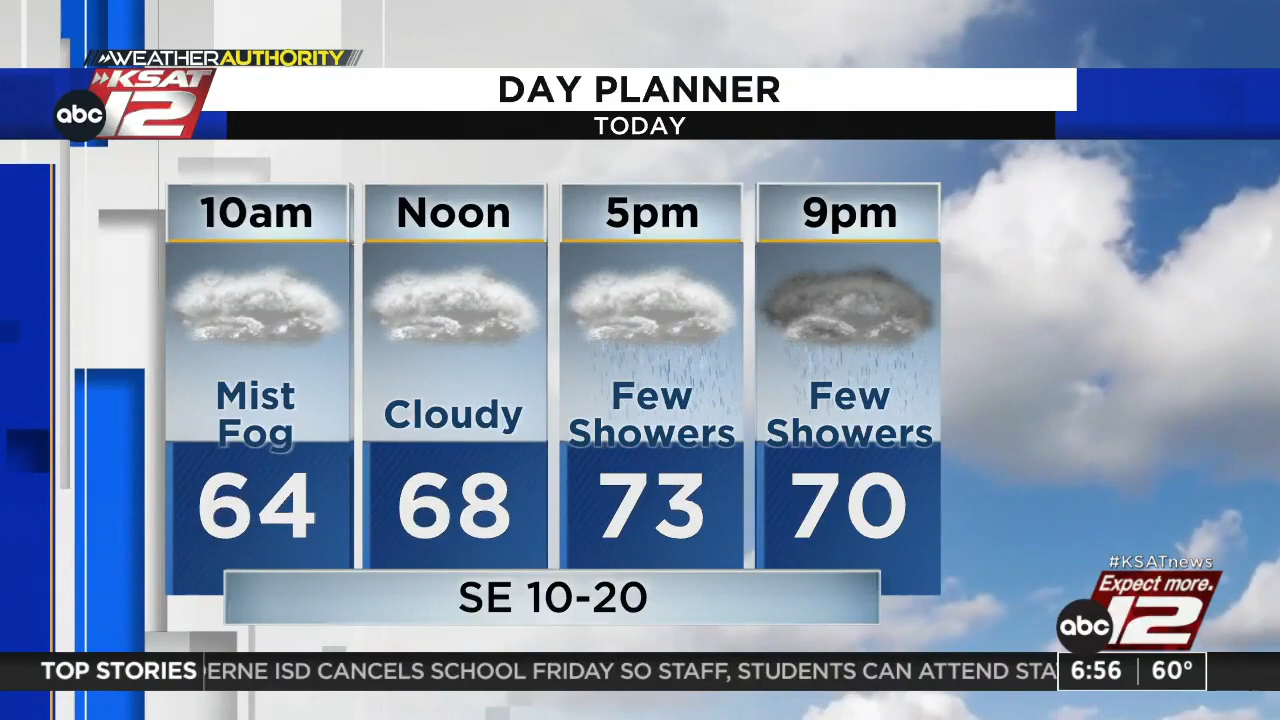 WEATHERAUTHORITY
KSAT
abc 12
DAY PLANNER
TODAY
10am Noon 5pm 9pm
Mist Fog
Cloudy
Few Showers
Few Showers
64 68 73 70
SE 10-20
#KSATnews
Expect more.
abc 12
TOP STORIES ERNE ISD CANCELS SCHOOL FRIDAY SO STAFF, STUDENTS CAN ATTEND STA 6:56 60°